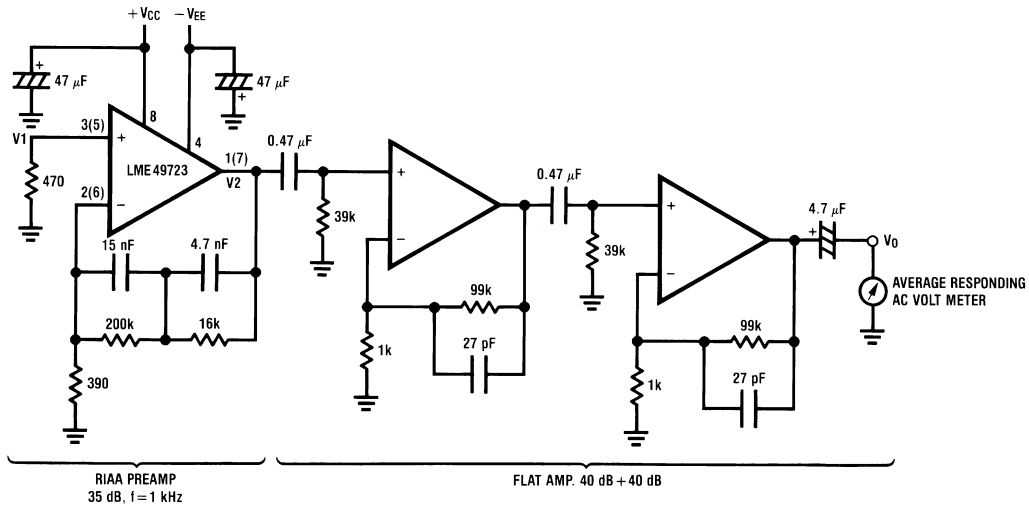 +VCC –VEE
+ 47 μF
47 μF +
V1 3(5) + 8
4
LME49723
1(7)
V2
470
2(6) –
0.47 μF
39k
+
–
0.47 μF
39k
+
–
4.7 μF
+
VO
AVERAGE RESPONDING
AC VOLT METER
15 nF 4.7 nF
200k 16k
390
99k
27 pF
1k
99k
27 pF
1k
RIAA PREAMP
35 dB, f=1 kHz
FLAT AMP. 40 dB+40 dB